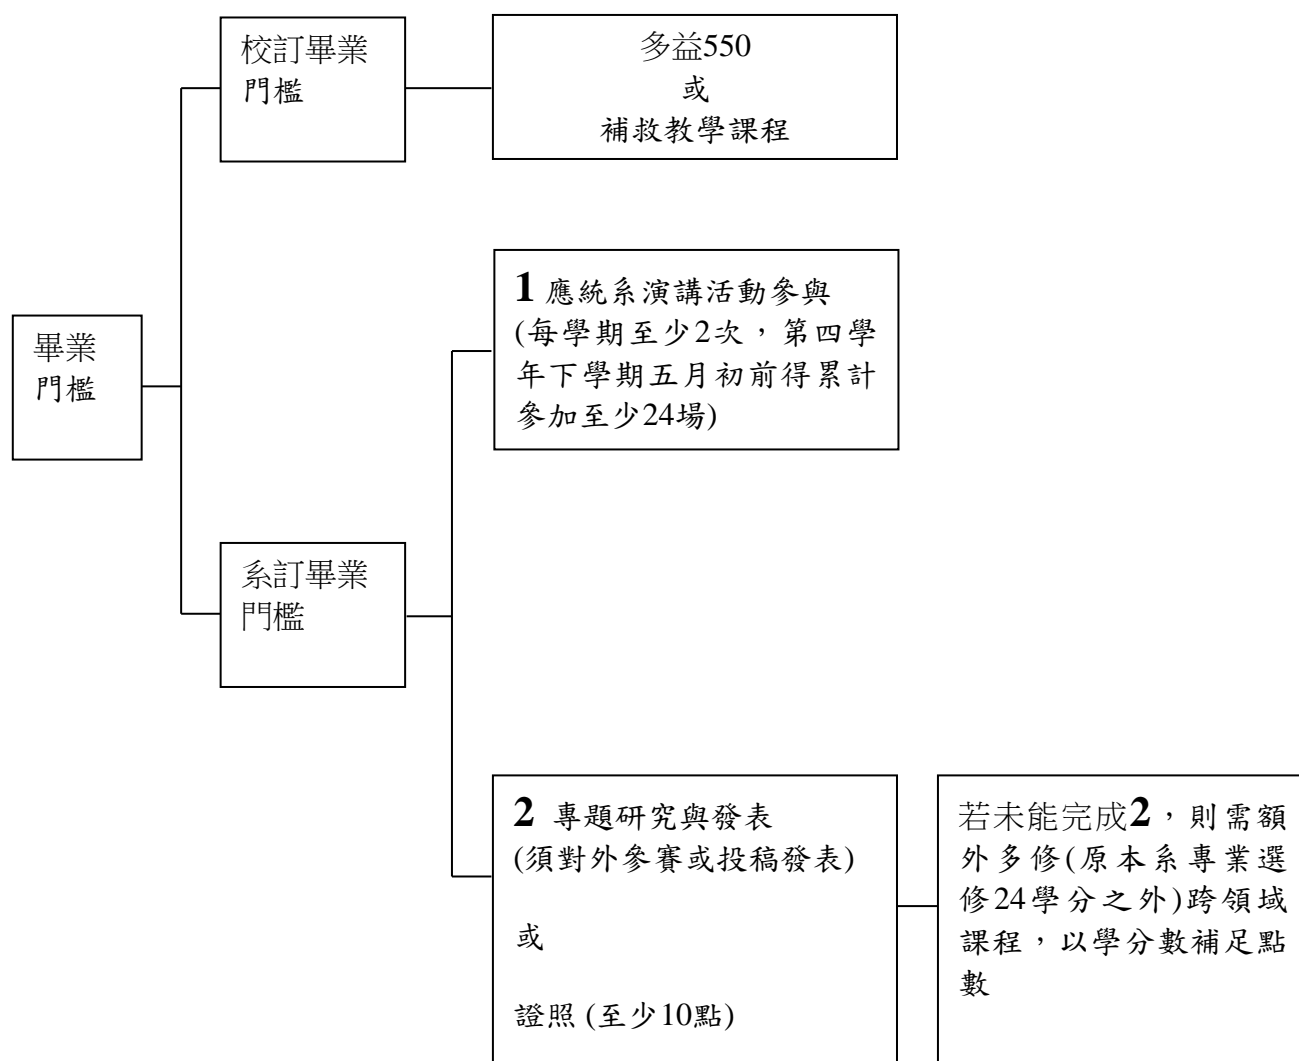 校訂畢業
門檻
多益550
或
補救教學課程
畢業
門檻
系訂畢業
門檻
1 應統系演講活動參與
(每學期至少2次，第四學
年下學期五月初前得累計
參加至少24場)
2 專題研究與發表
(須對外參賽或投稿發表)
或
證照 (至少10點)
若未能完成2，則需額
外多修(原本系專業選
修24學分之外)跨領域
課程，以學分數補足點
數